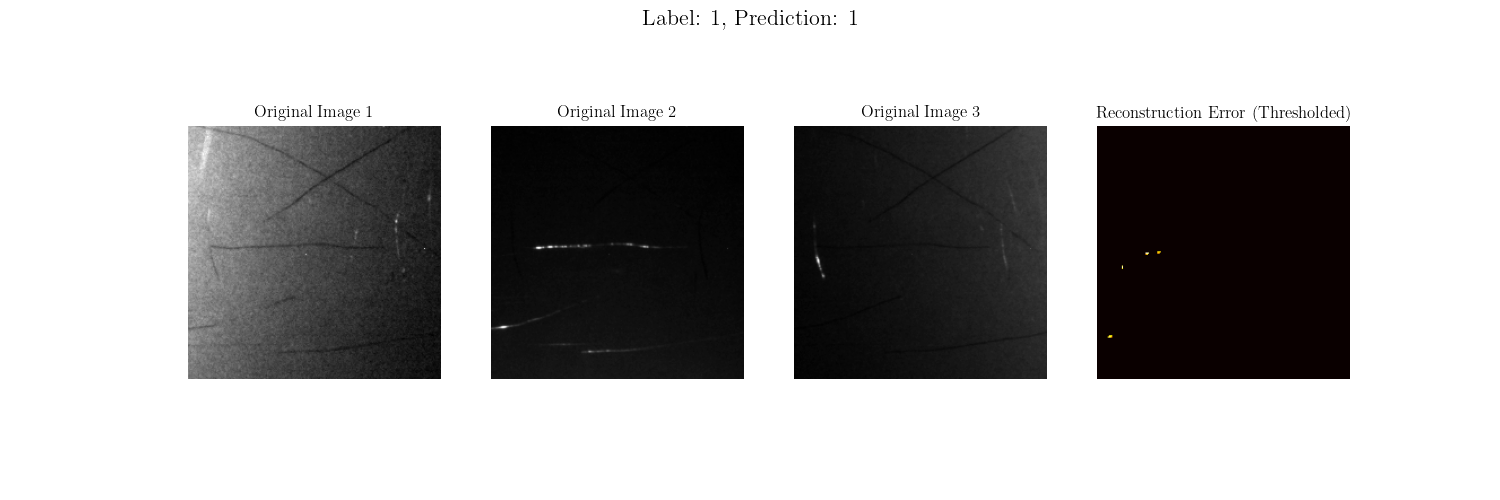 Label: 1, Prediction: 1
Original Image 1
Original Image 2
Original Image 3
Reconstruction Error (Thresholded)